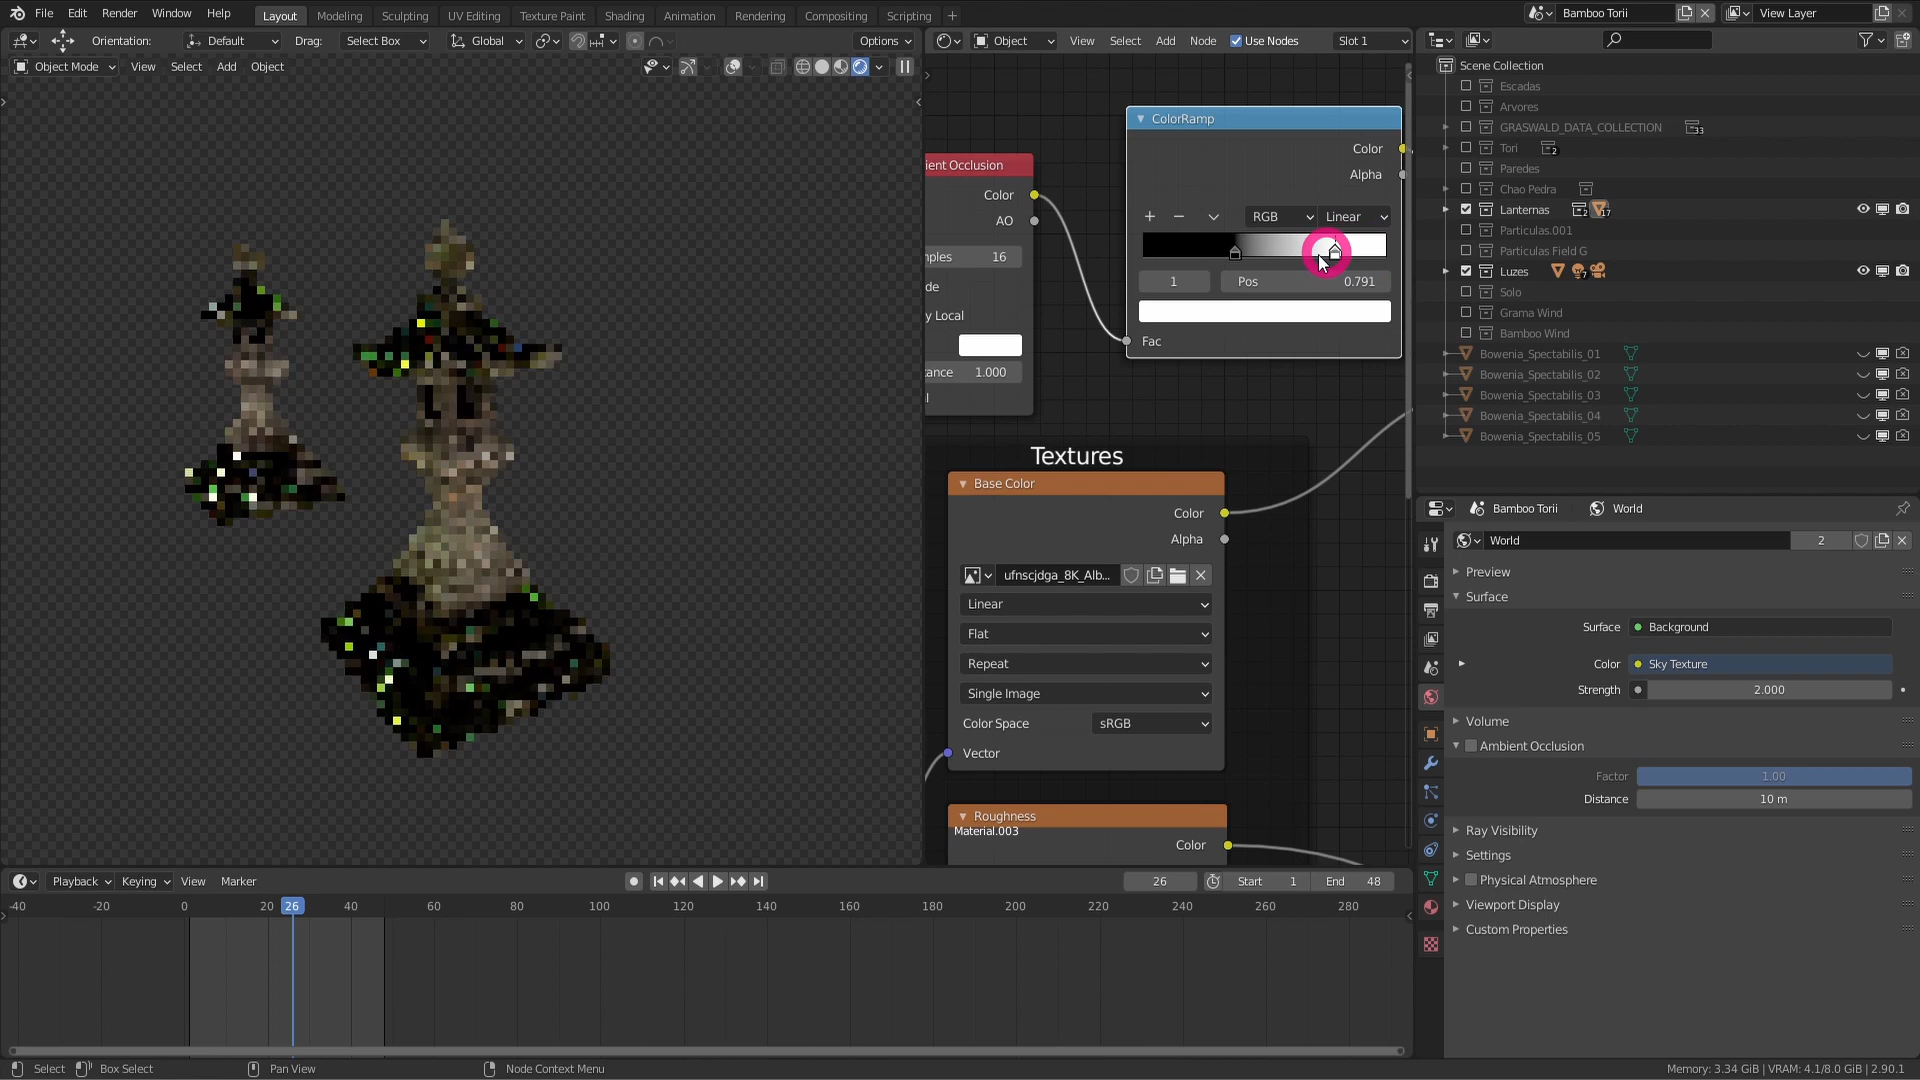 File Edit Render Window Help Layout Modeling Sculpting UV Editing Texture Paint Shading Animation Rendering Compositing Scripting + Bamboo Torii View Layer
Orientation: Default Drag: Select Box Global Options
Object View Select Add Node Use Nodes Slot 1
Object Mode View Select Add Object
Scene Collection
Escadas
Arvores
GRASWALD_DATA_COLLECTION 33
Tori 2
Paredes
Chao Pedra
Lanternas 2 17
Particulas.001
Particulas Field G
Luzes 7
Solo
Grama Wind
Bamboo Wind
Bowenia_Spectabilis_01
Bowenia_Spectabilis_02
Bowenia_Spectabilis_03
Bowenia_Spectabilis_04
Bowenia_Spectabilis_05
ient Occlusion
Color
AO
nples 16
de
y Local
tance 1.000
l
ColorRamp
Color
Alpha
+ − RGB Linear
1 Pos 0.791
Fac
Textures
Base Color
Color
Alpha
ufnscjdga_8K_Alb...
Linear
Flat
Repeat
Single Image
Color Space sRGB
Vector
Roughness
Material.003
Color
Bamboo Torii World
World 2
Preview
Surface
Surface Background
Color Sky Texture
Strength 2.000
Volume
Ambient Occlusion
Factor 1.00
Distance 10 m
Ray Visibility
Settings
Physical Atmosphere
Viewport Display
Custom Properties
Playback Keying View Marker 26 Start 1 End 48
-40 -20 0 20 26 40 60 80 100 120 140 160 180 200 220 240 260 280
Select Box Select Pan View Node Context Menu Memory: 3.34 GiB | VRAM: 4.1/8.0 GiB | 2.90.1